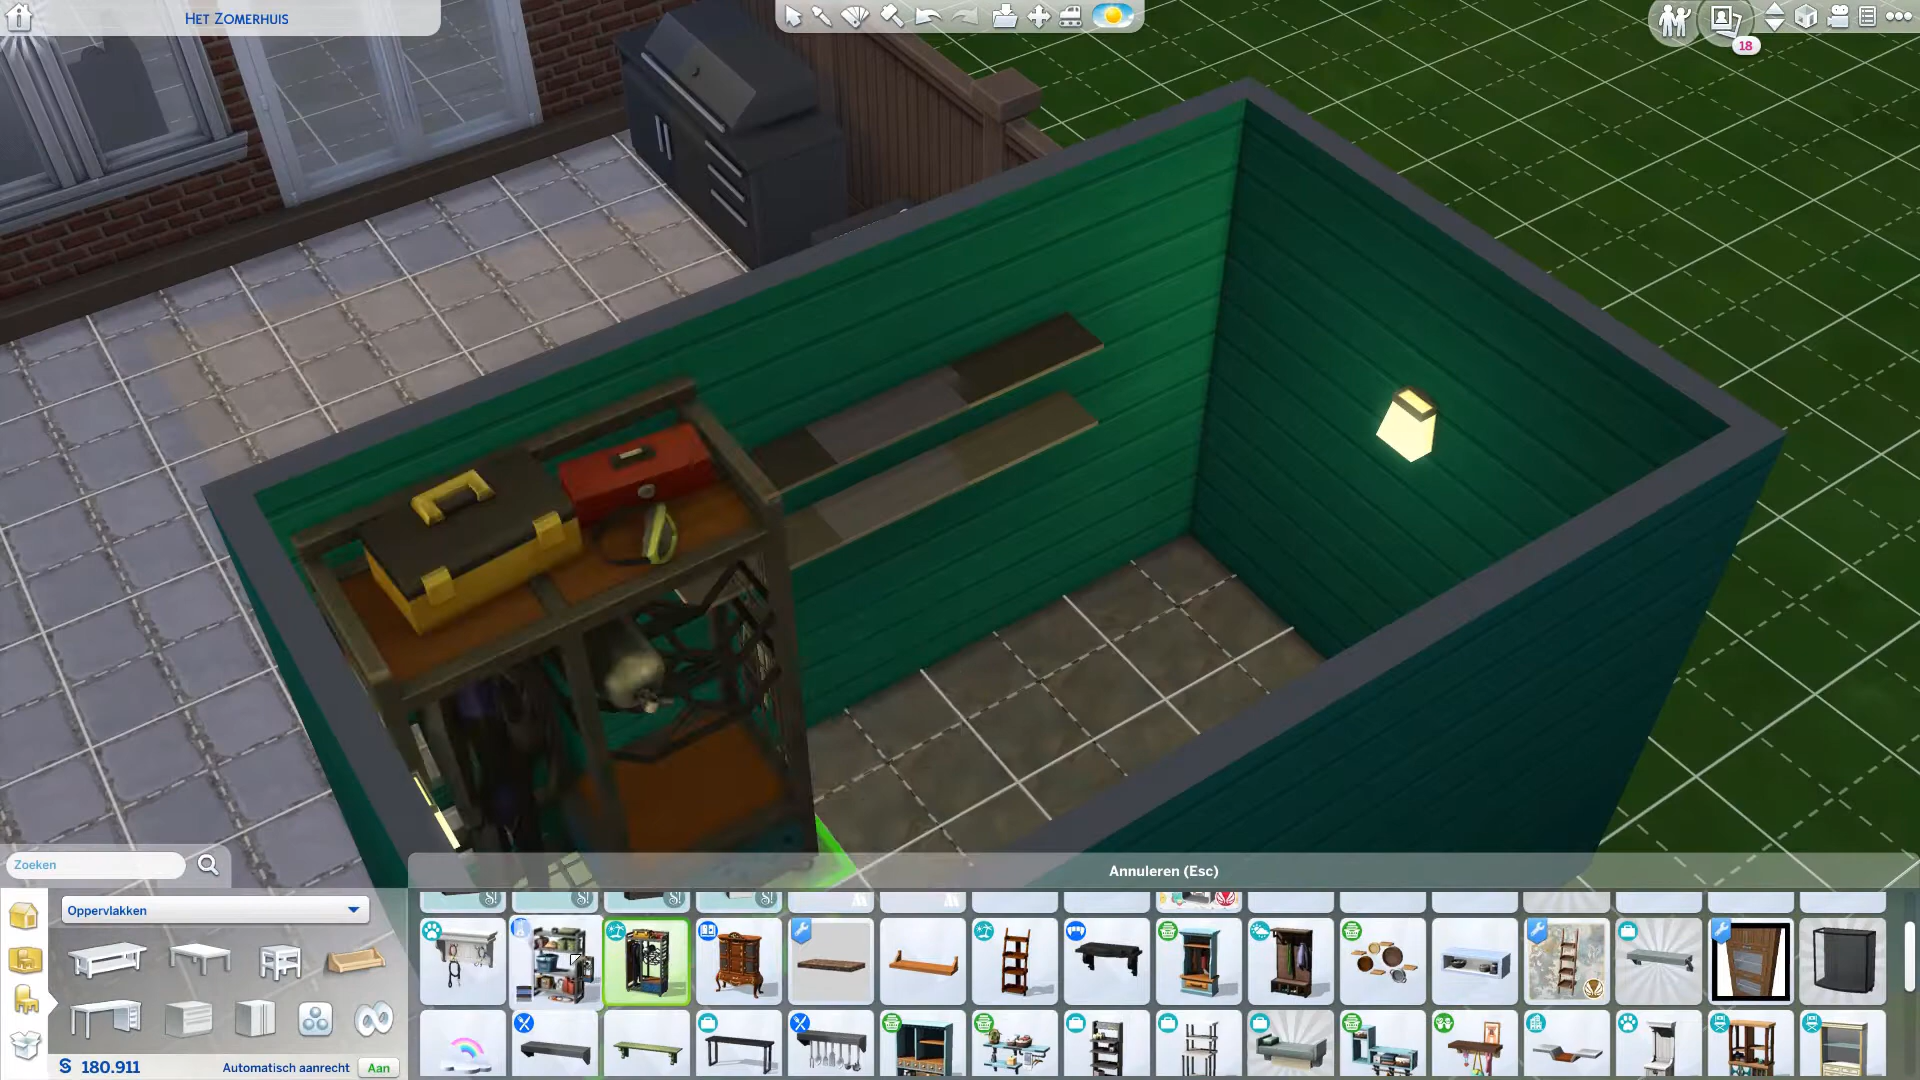 Het Zomerhuis
18
Annuleren (Esc)
Zoeken
Oppervlakken
180.911
Automatisch aanrecht
Aan